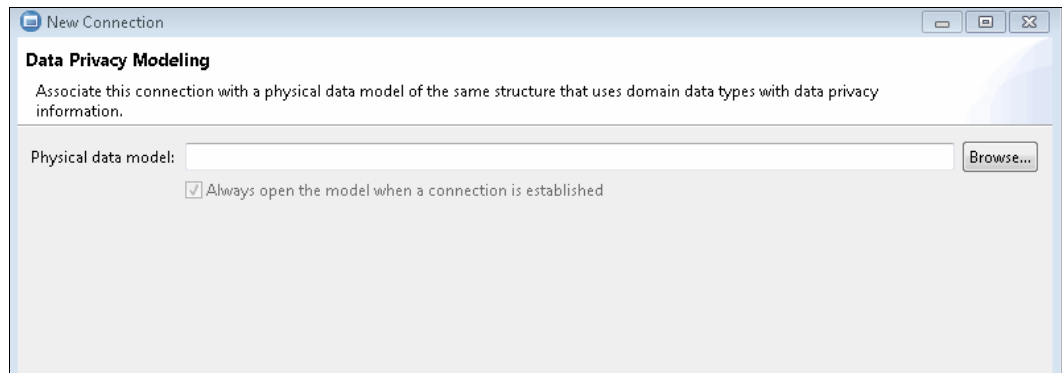 New Connection
Data Privacy Modeling
Associate this connection with a physical data model of the same structure that uses domain data types with data privacy
information.
Physical data model:
Browse...
Always open the model when a connection is established